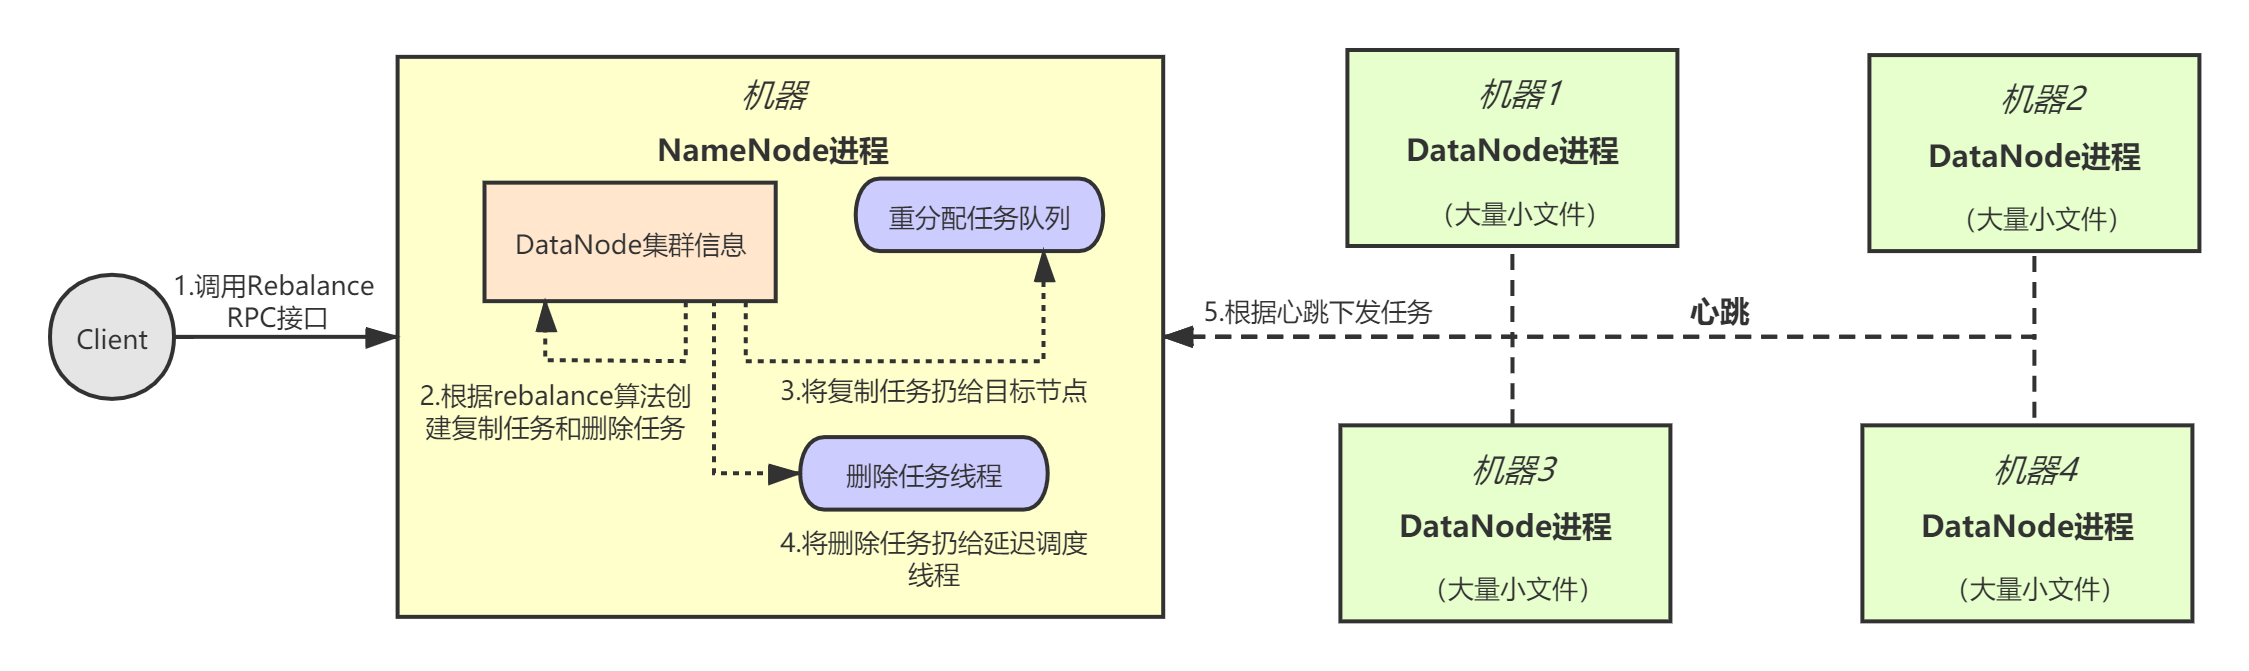 Client
1.调用Rebalance
RPC接口
机器
NameNode进程
DataNode集群信息
重分配任务队列
2.根据rebalance算法创
建复制任务和删除任务
3.将复制任务扔给目标节点
删除任务线程
4.将删除任务扔给延迟调度
线程
5.根据心跳下发任务
心跳
机器1
DataNode进程
（大量小文件）
机器2
DataNode进程
（大量小文件）
机器3
DataNode进程
（大量小文件）
机器4
DataNode进程
（大量小文件）